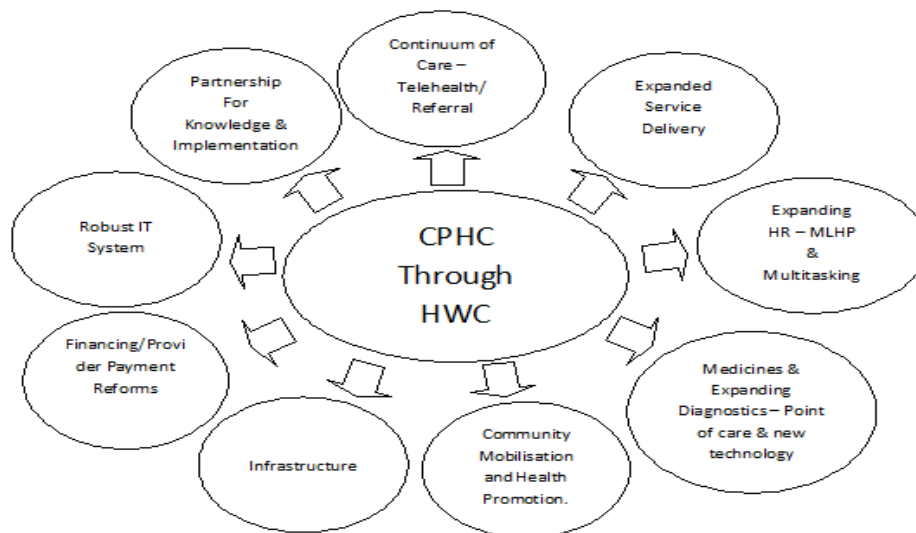 Continuum of
Care –
Telehealth/
Referral
Partnership
For
Knowledge &
Implementation
Expanded
Service
Delivery
Robust IT
System
CPHC
Through
HWC
Expanding
HR – MLHP
&
Multitasking
Financing/Provi
der Payment
Reforms
Medicines &
Expanding
Diagnostics – Point
of care & new
technology
Infrastructure
Community
Mobilisation
and Health
Promotion.